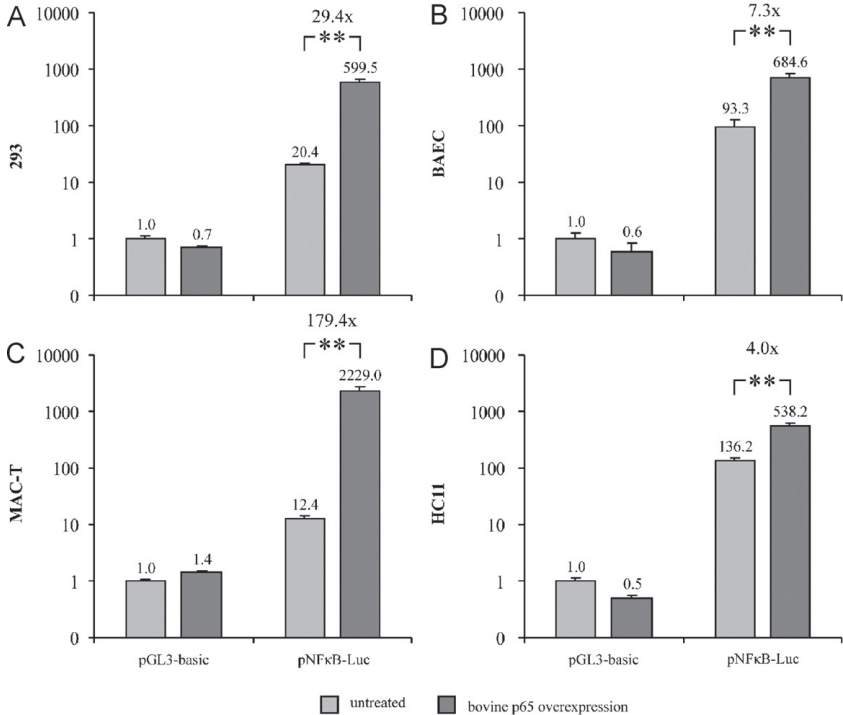 A
293
10000
1000
100
10
1
0
1.0
0.7
20.4
599.5
29.4x
**
B
BAEC
10000
1000
100
10
1
0
1.0
0.6
93.3
684.6
7.3x
**
C
MAC-T
10000
1000
100
10
1
0
1.0
1.4
12.4
2229.0
179.4x
**
pGL3-basic
pNFκB-Luc
D
HC11
10000
1000
100
10
1
0
1.0
0.5
136.2
538.2
4.0x
**
pGL3-basic
pNFκB-Luc
untreated
bovine p65 overexpression